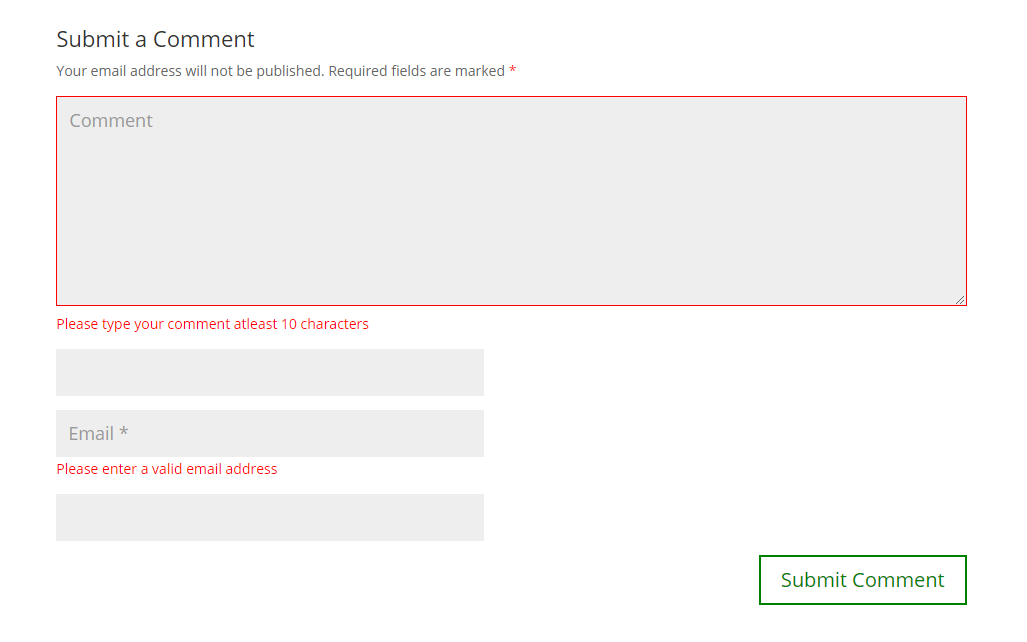 Submit a Comment
Your email address will not be published. Required fields are marked *
Comment
Please type your comment atleast 10 characters
Email *
Please enter a valid email address
Submit Comment